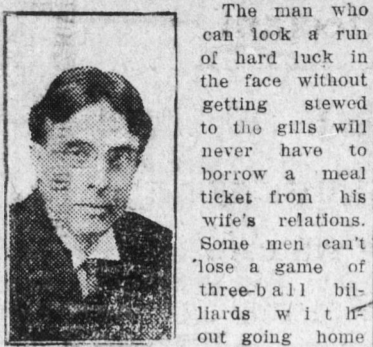 The man who
can look a run
of hard luck in
the face without
getting stewed
to the gills will
never have to
borrow a meal
ticket from his
wife's relations.
Some men can't
lose a game of
three-ball bil-
liards with-
out going home